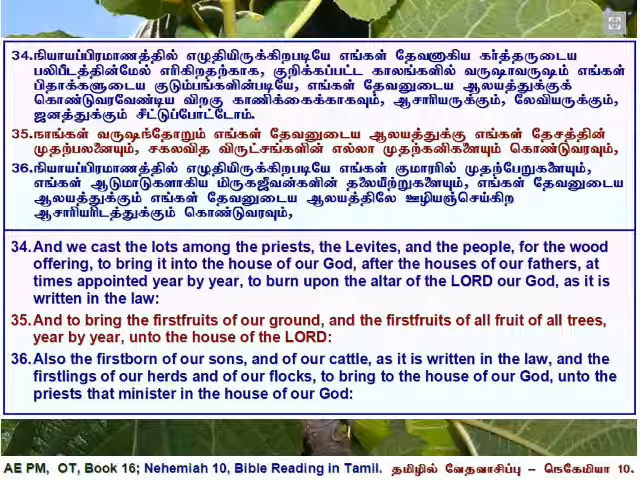 34.நியாயப்பிரமாணத்தில் எழுதியிருக்கிறபடியே எங்கள் தேவனாகிய கர்த்தருடைய
பலிபீடத்தின்மேல் எரிகிறதற்காக, குறிக்கப்பட்ட காலங்களில் வருஷாவருஷம் எங்கள்
பிதாக்களுடைய குடும்பங்களின்படியே, எங்கள் தேவனுடைய ஆலயத்துக்குக்
கொண்டுவரவேண்டிய விறகு காணிக்கைக்காகவும், ஆசாரியருக்கும், லேவியருக்கும்,
ஜனத்துக்கும் சீட்டுப்போட்டோம்.
35.நாங்கள் வருஷந்தோறும் எங்கள் தேவனுடைய ஆலயத்துக்கு எங்கள் தேசத்தின்
முதற்பலனையும், சகலவித விருட்சங்களின் எல்லா முதற்கனிகளையும் கொண்டுவரவும்,
36.நியாயப்பிரமாணத்தில் எழுதியிருக்கிறபடியே எங்கள் குமாரரில் முதற்பேறுகளையும்,
எங்கள் ஆடுமாடுகளாகிய மிருகஜீவன்களின் தலையீற்றுகளையும், எங்கள் தேவனுடைய
ஆலயத்துக்கும் எங்கள் தேவனுடைய ஆலயத்திலே ஊழியஞ்செய்கிற
ஆசாரியரிடத்துக்கும் கொண்டுவரவும்,
34.And we cast the lots among the priests, the Levites, and the people, for the wood
offering, to bring it into the house of our God, after the houses of our fathers, at
times appointed year by year, to burn upon the altar of the LORD our God, as it is
written in the law:
35.And to bring the firstfruits of our ground, and the firstfruits of all fruit of all trees,
year by year, unto the house of the LORD:
36.Also the firstborn of our sons, and of our cattle, as it is written in the law, and the
firstlings of our herds and of our flocks, to bring to the house of our God, unto the
priests that minister in the house of our God:
AE PM, OT, Book 16; Nehemiah 10, Bible Reading in Tamil. தமிழில் வேதவாசிப்பு – நெகேமியா 10.